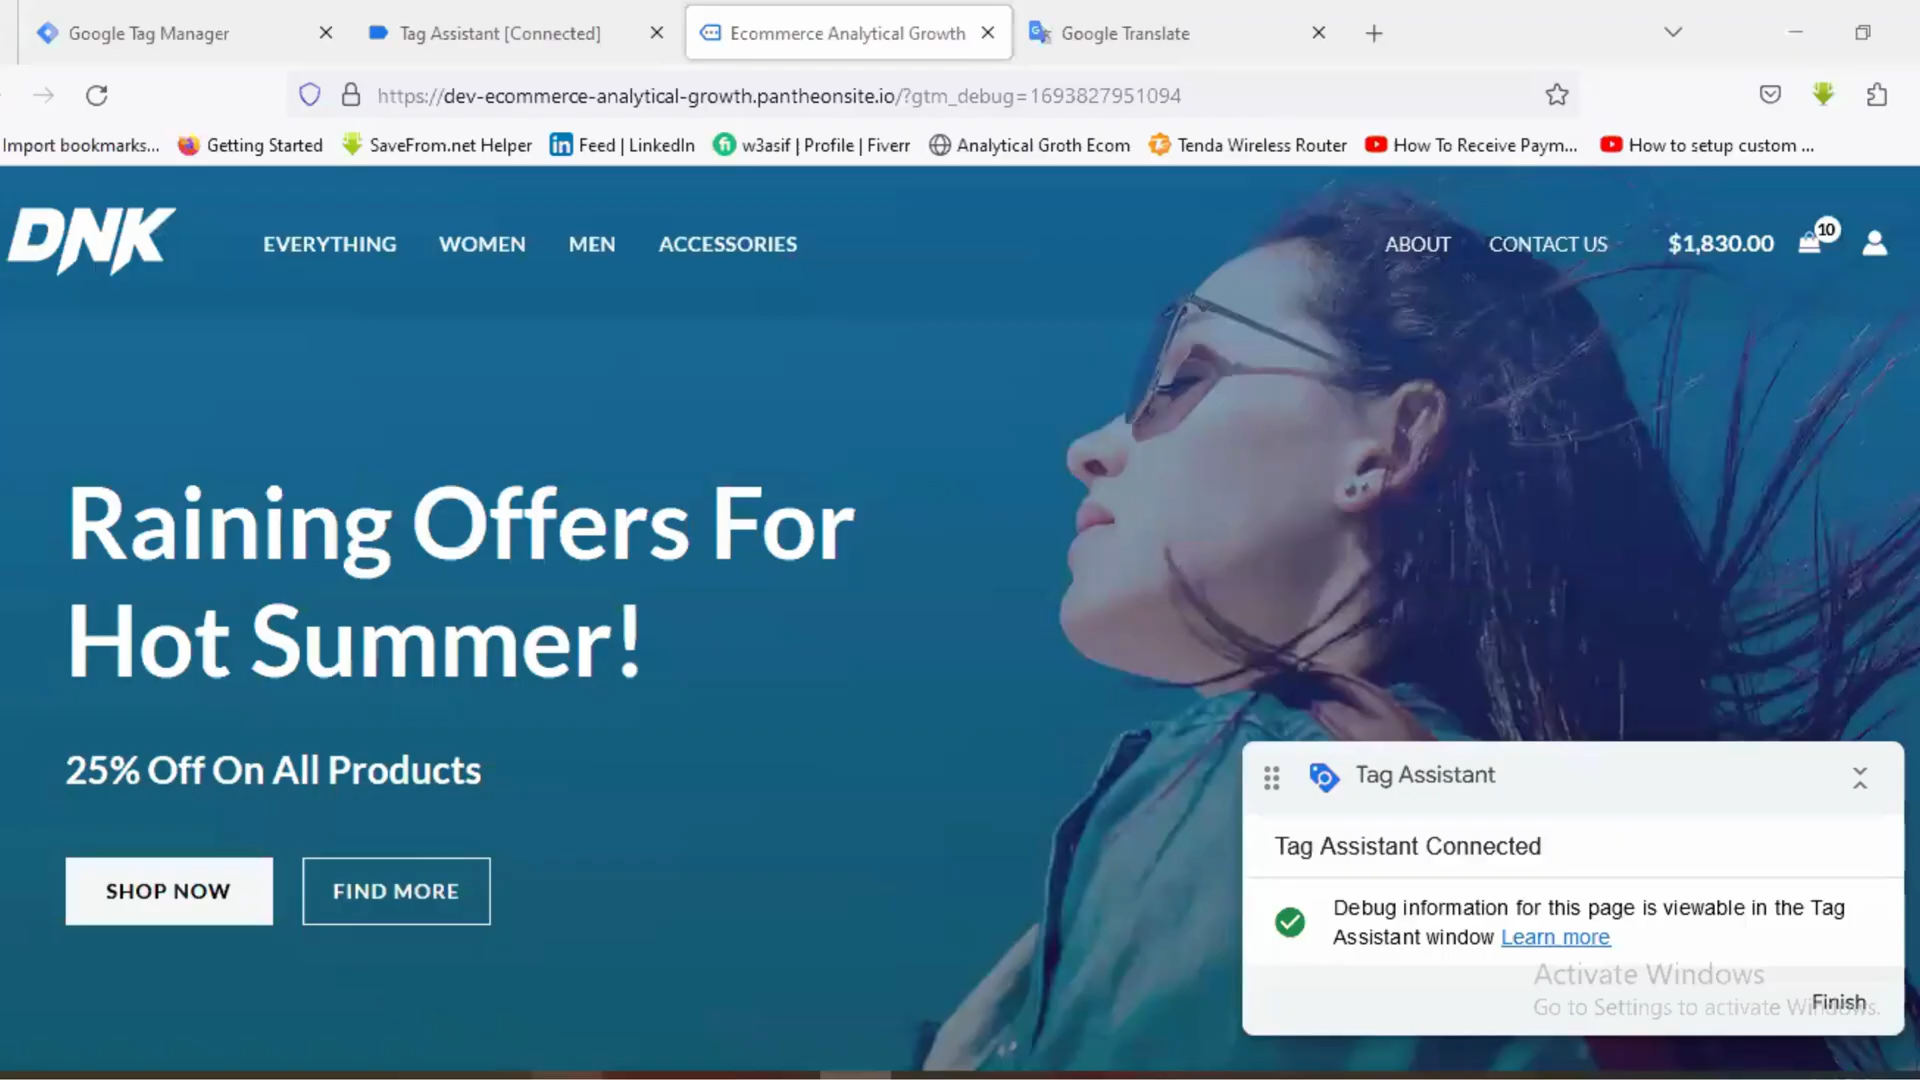 Google Tag Manager
Tag Assistant [Connected]
Ecommerce Analytical Growth
Google Translate
https://dev-ecommerce-analytical-growth.pantheonsite.io/?gtm_debug=1693827951094
Import bookmarks...
Getting Started
SaveFrom.net Helper
Feed | LinkedIn
w3asif | Profile | Fiverr
Analytical Groth Ecom
Tenda Wireless Router
How To Receive Paym...
How to setup custom ...
DNK
EVERYTHING
WOMEN
MEN
ACCESSORIES
ABOUT
CONTACT US
$1,830.00
10
Raining Offers For
Hot Summer!
25% Off On All Products
SHOP NOW
FIND MORE
Tag Assistant
Tag Assistant Connected
Debug information for this page is viewable in the Tag
Assistant window Learn more
Activate Windows
Go to Settings to activate Windows.
Finish